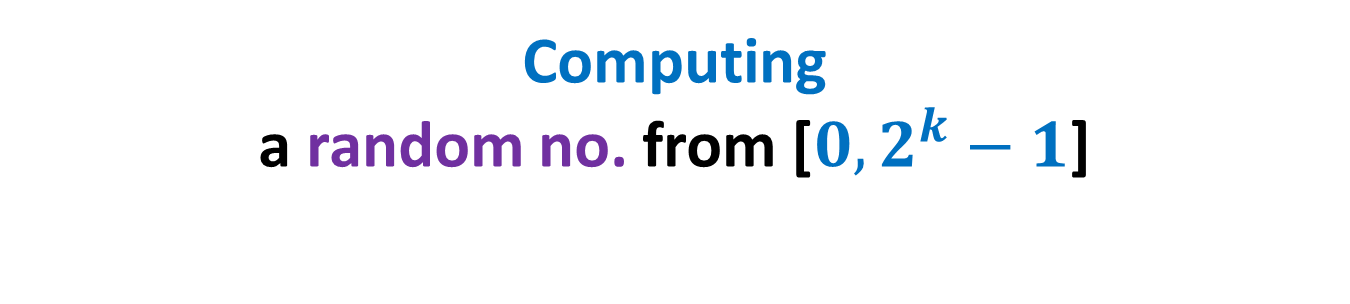 Computing
a random no. from [0, 2^k − 1]